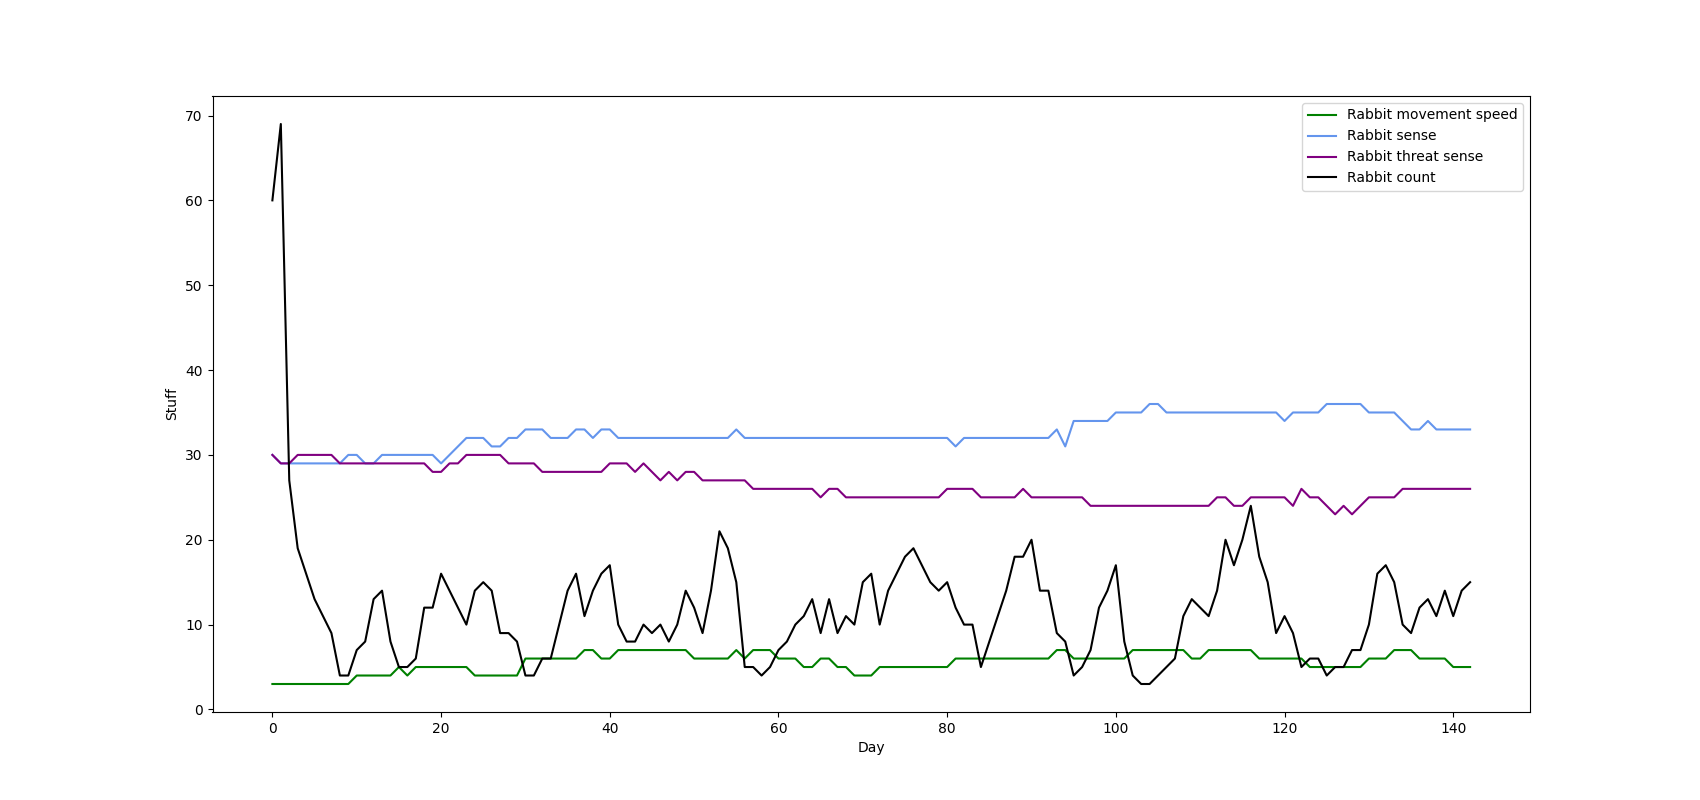 70
60
50
40
30
20
10
0
Stuff
0 20 40 60 80 100 120 140
Day
Rabbit movement speed
Rabbit sense
Rabbit threat sense
Rabbit count